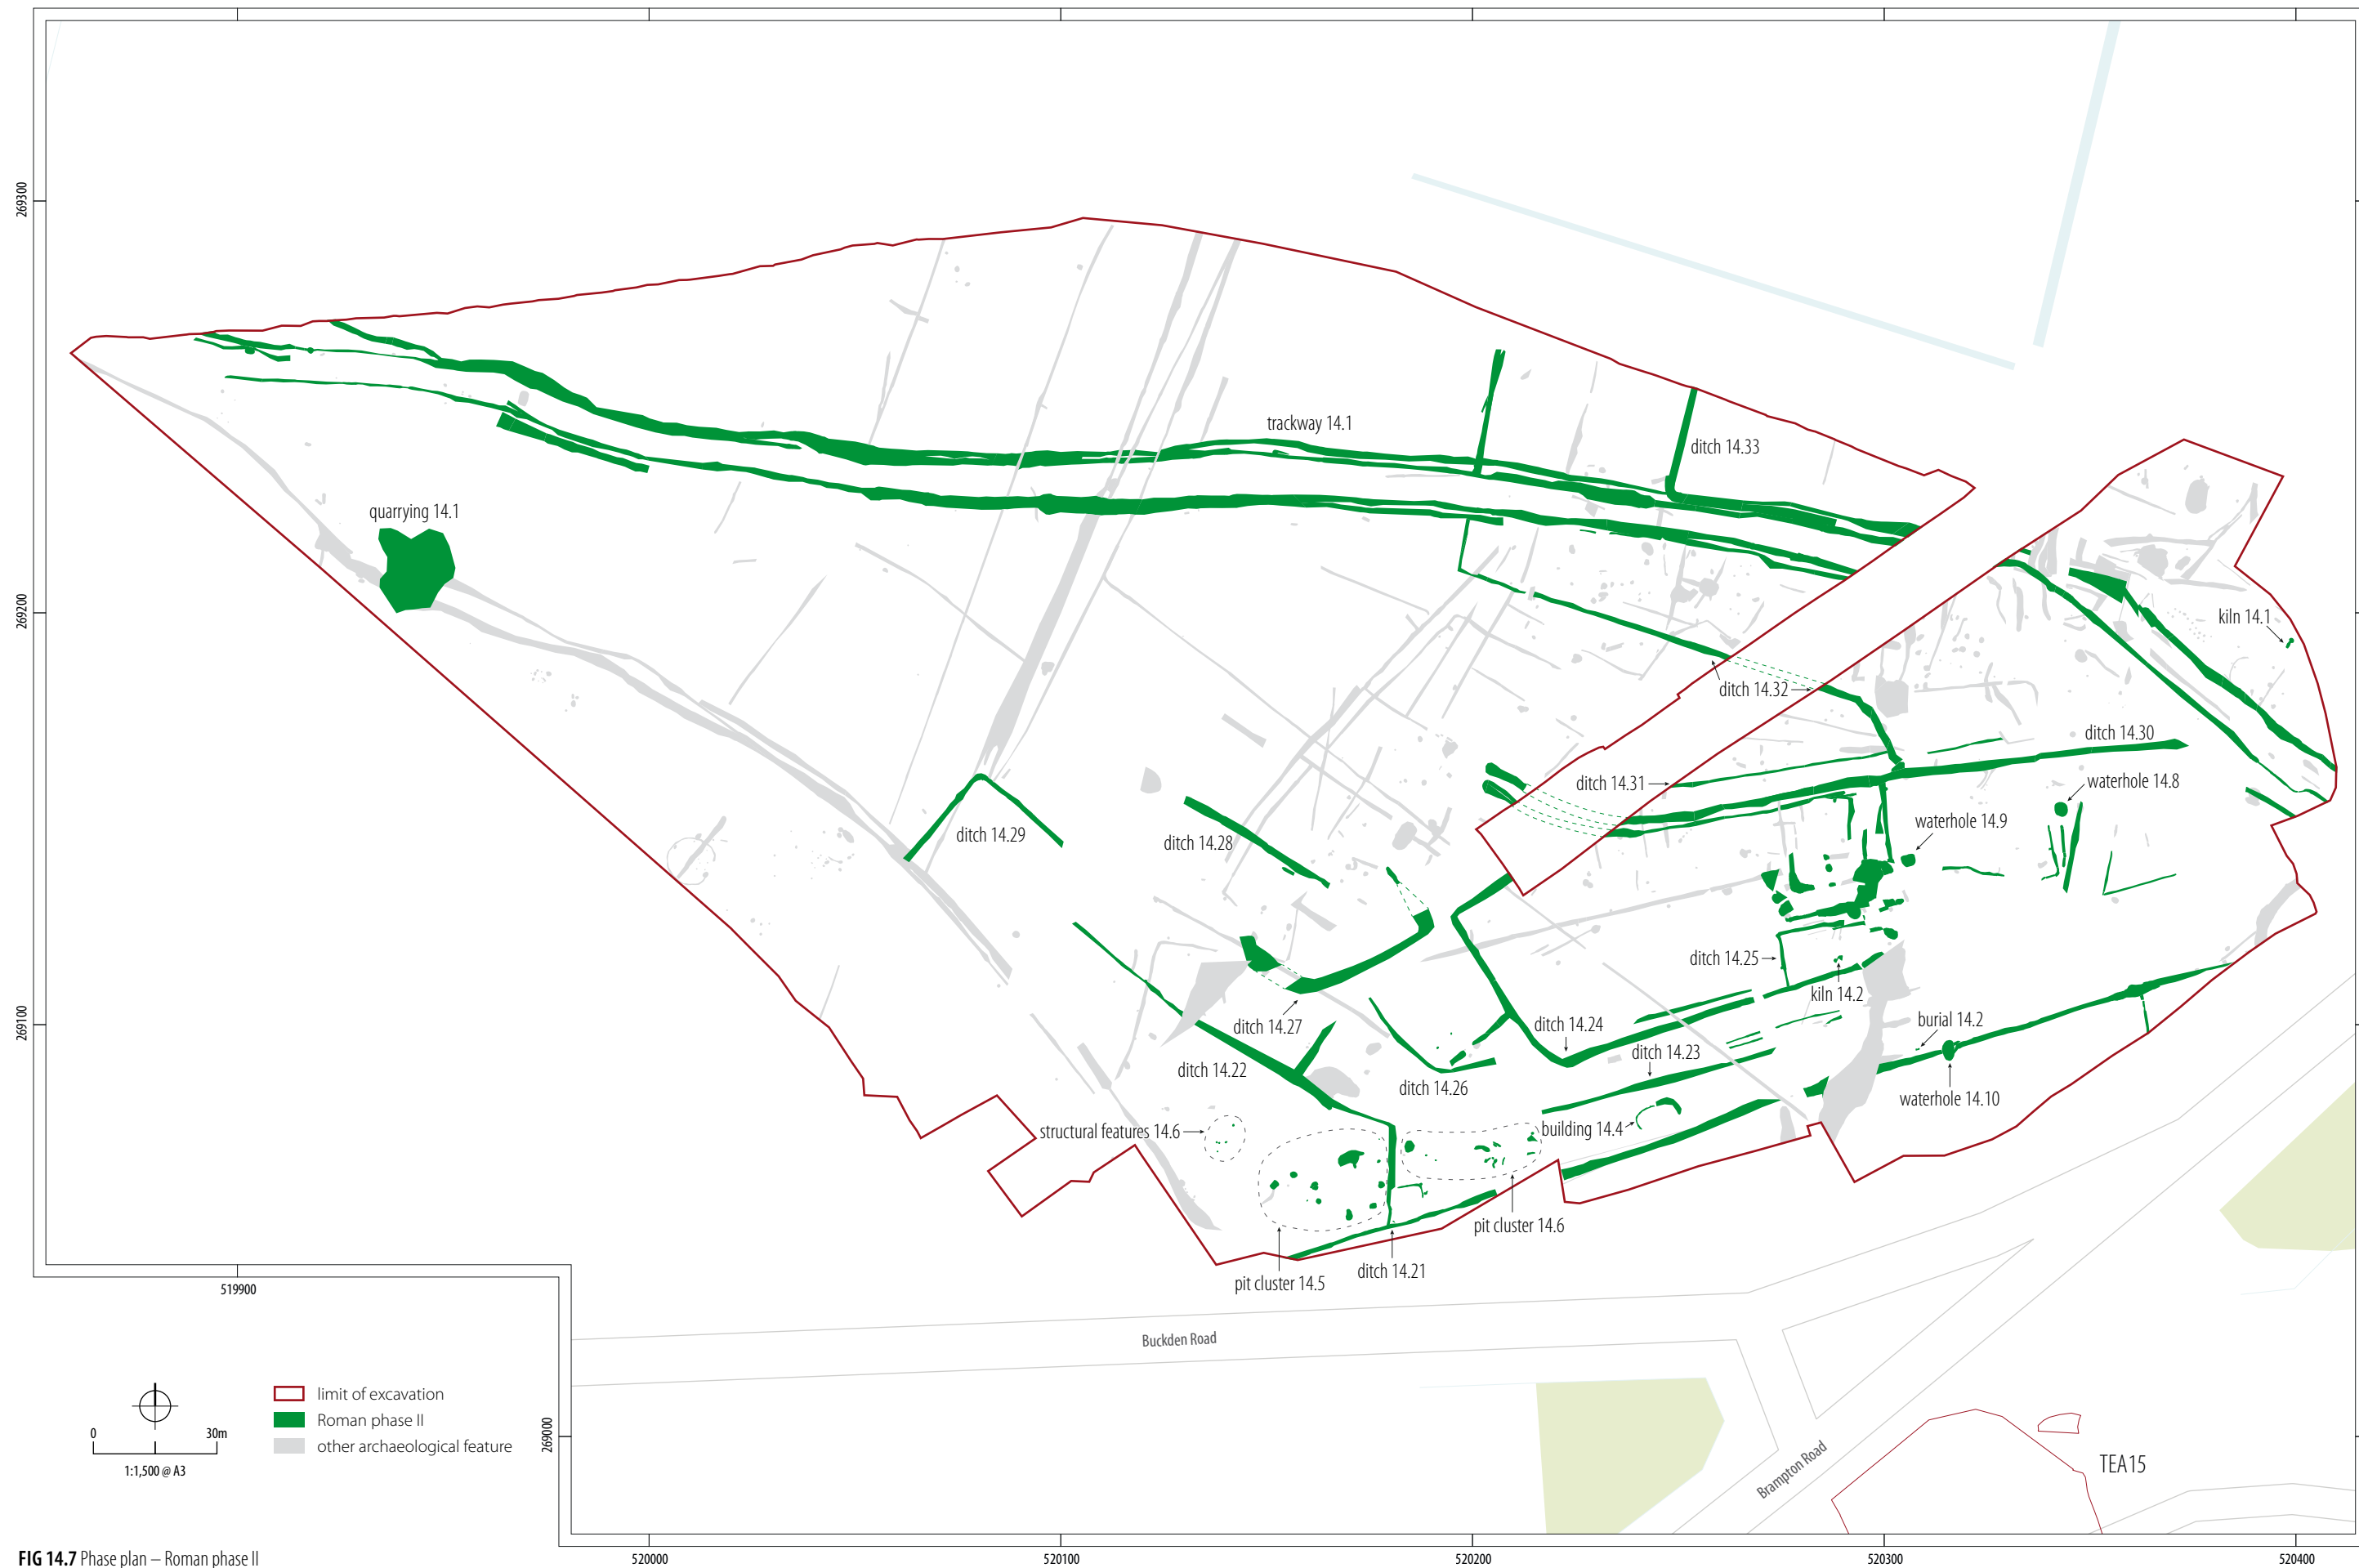 269300
trackway 14.1
ditch 14.33
quarrying 14.1
269200
kiln 14.1
ditch 14.32
ditch 14.30
ditch 14.31
waterhole 14.8
ditch 14.29
ditch 14.28
waterhole 14.9
ditch 14.25
kiln 14.2
269100
ditch 14.27
ditch 14.24
burial 14.2
ditch 14.23
ditch 14.22
ditch 14.26
waterhole 14.10
structural features 14.6
building 14.4
pit cluster 14.6
ditch 14.21
pit cluster 14.5
519900
Buckden Road
0
30m
1:1,500 @ A3
limit of excavation
Roman phase II
other archaeological feature
269000
Brampton Road
TEA15
FIG 14.7 Phase plan – Roman phase II
520000
520100
520200
520300
520400